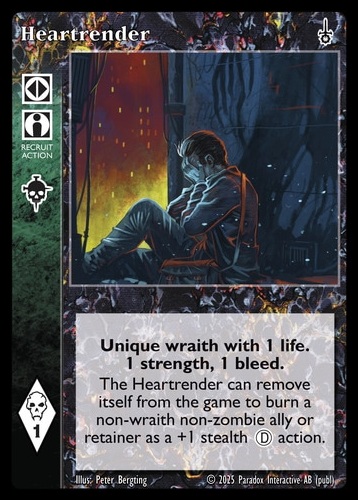 Heartrender
RECRUIT
ACTION
Unique wraith with 1 life.
1 strength, 1 bleed.
The Heartrender can remove
itself from the game to burn a
non-wraith non-zombie ally or
retainer as a +1 stealth Ⓓ action.
1
Illus: Peter Bergting © 2025 Paradox Interactive AB (publ)